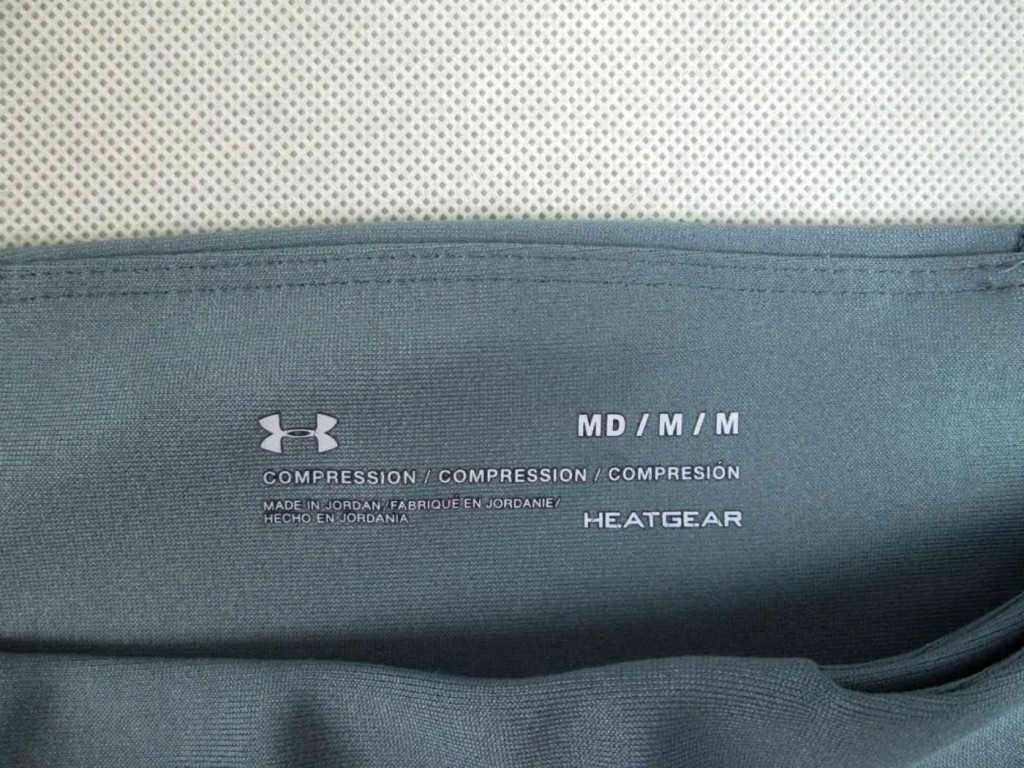 MD / M / M
COMPRESSION / COMPRESSION / COMPRESIÓN
MADE IN JORDAN / FABRIQUÉ EN JORDANIE /
HECHO EN JORDANIA
HEATGEAR